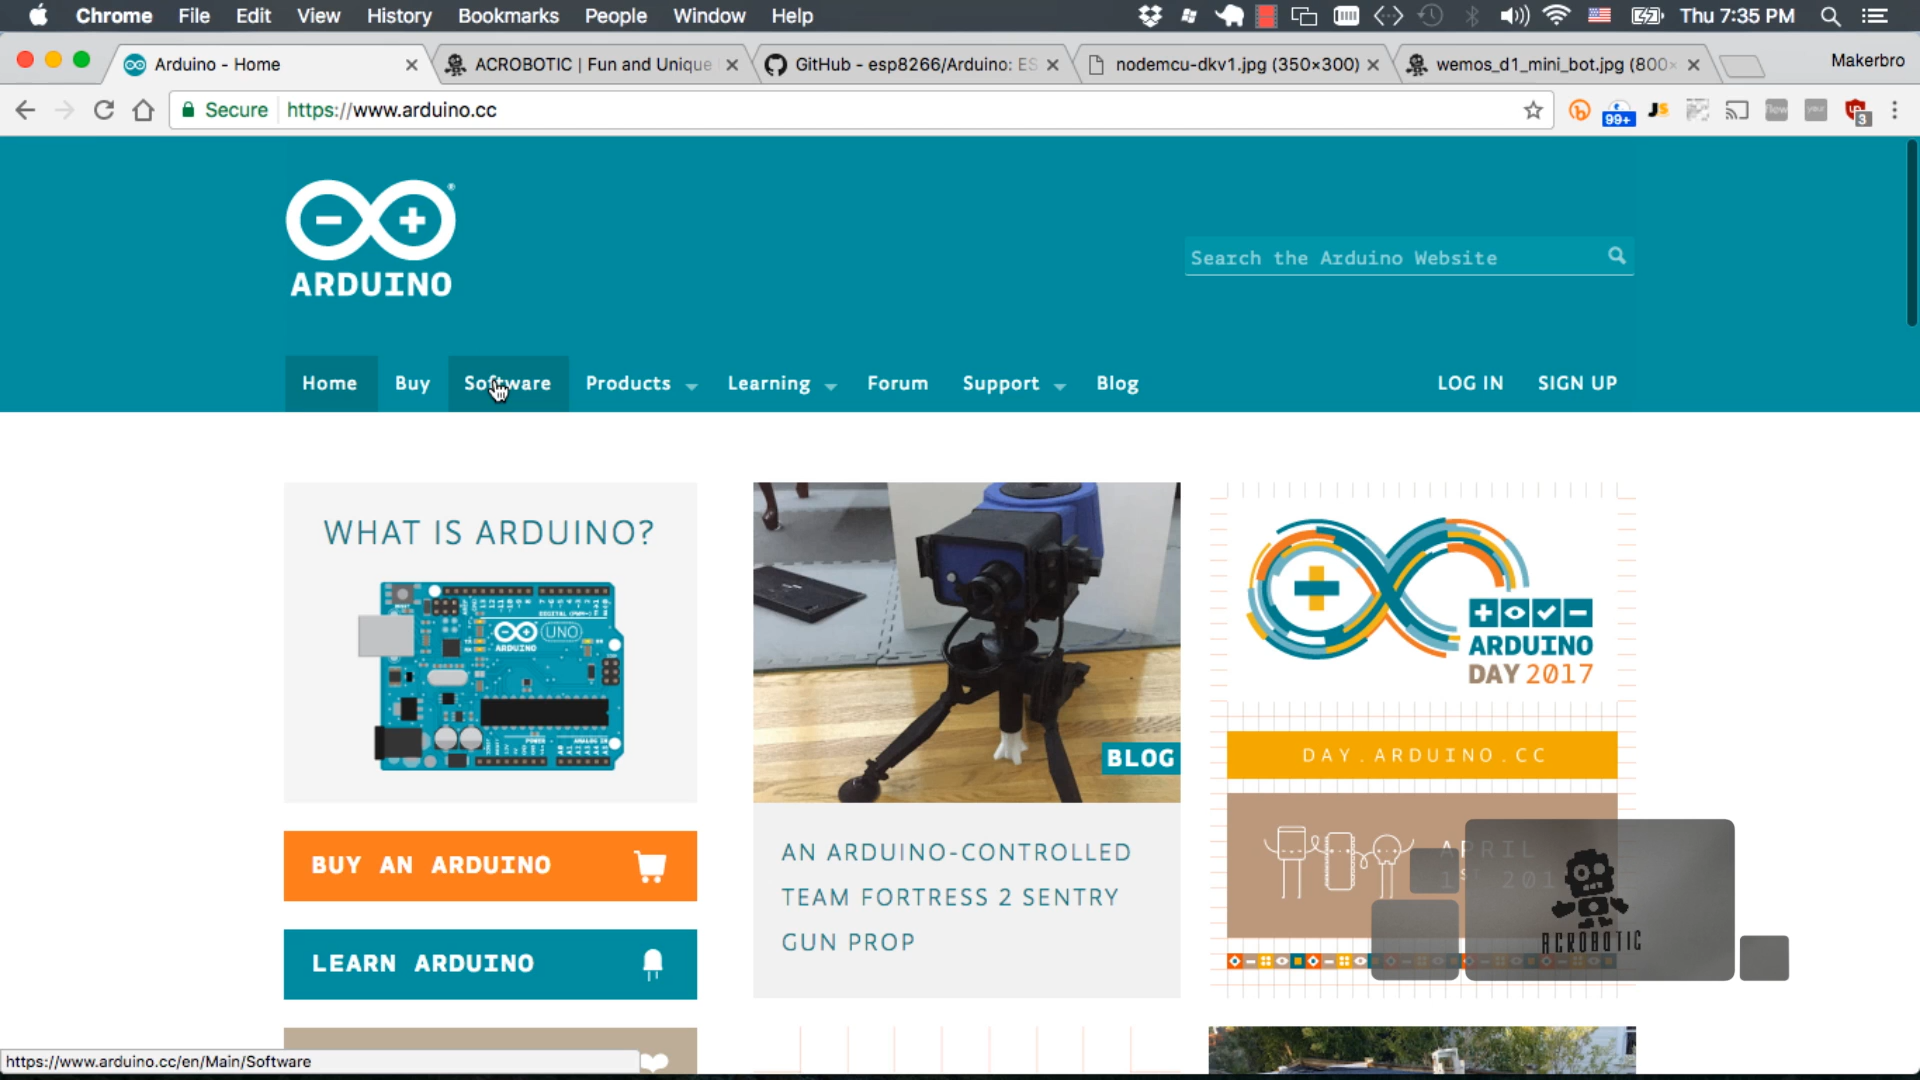 Chrome File Edit View History Bookmarks People Window Help Thu 7:35 PM
Arduino - Home ACROBOTIC | Fun and Unique GitHub - esp8266/Arduino: ES nodemcu-dkv1.jpg (350×300) wemos_d1_mini_bot.jpg (800× Makerbro
Secure https://www.arduino.cc 99+ JS 3
ARDUINO
Search the Arduino Website
Home Buy Software Products Learning Forum Support Blog LOG IN SIGN UP
WHAT IS ARDUINO?
UNO
ARDUINO
BUY AN ARDUINO
LEARN ARDUINO
BLOG
AN ARDUINO-CONTROLLED
TEAM FORTRESS 2 SENTRY
GUN PROP
ARDUINO
DAY 2017
DAY.ARDUINO.CC
APRIL
1ST 201
ACROBOTIC
https://www.arduino.cc/en/Main/Software